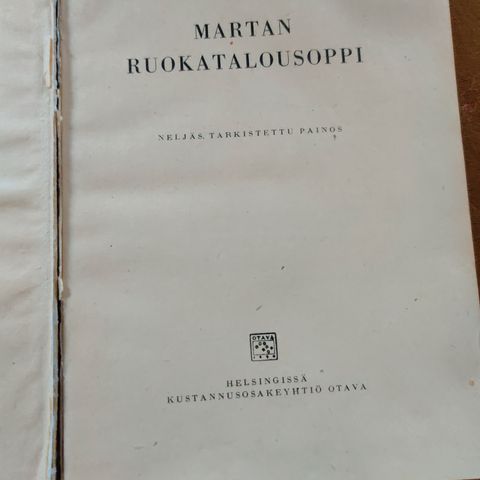 MARTAN
RUOKATALOUSOPPI
NELJÄS, TARKISTETTU PAINOS
OTAVA
HELSINGISSÄ
KUSTANNUSOSAKEYHTIÖ OTAVA